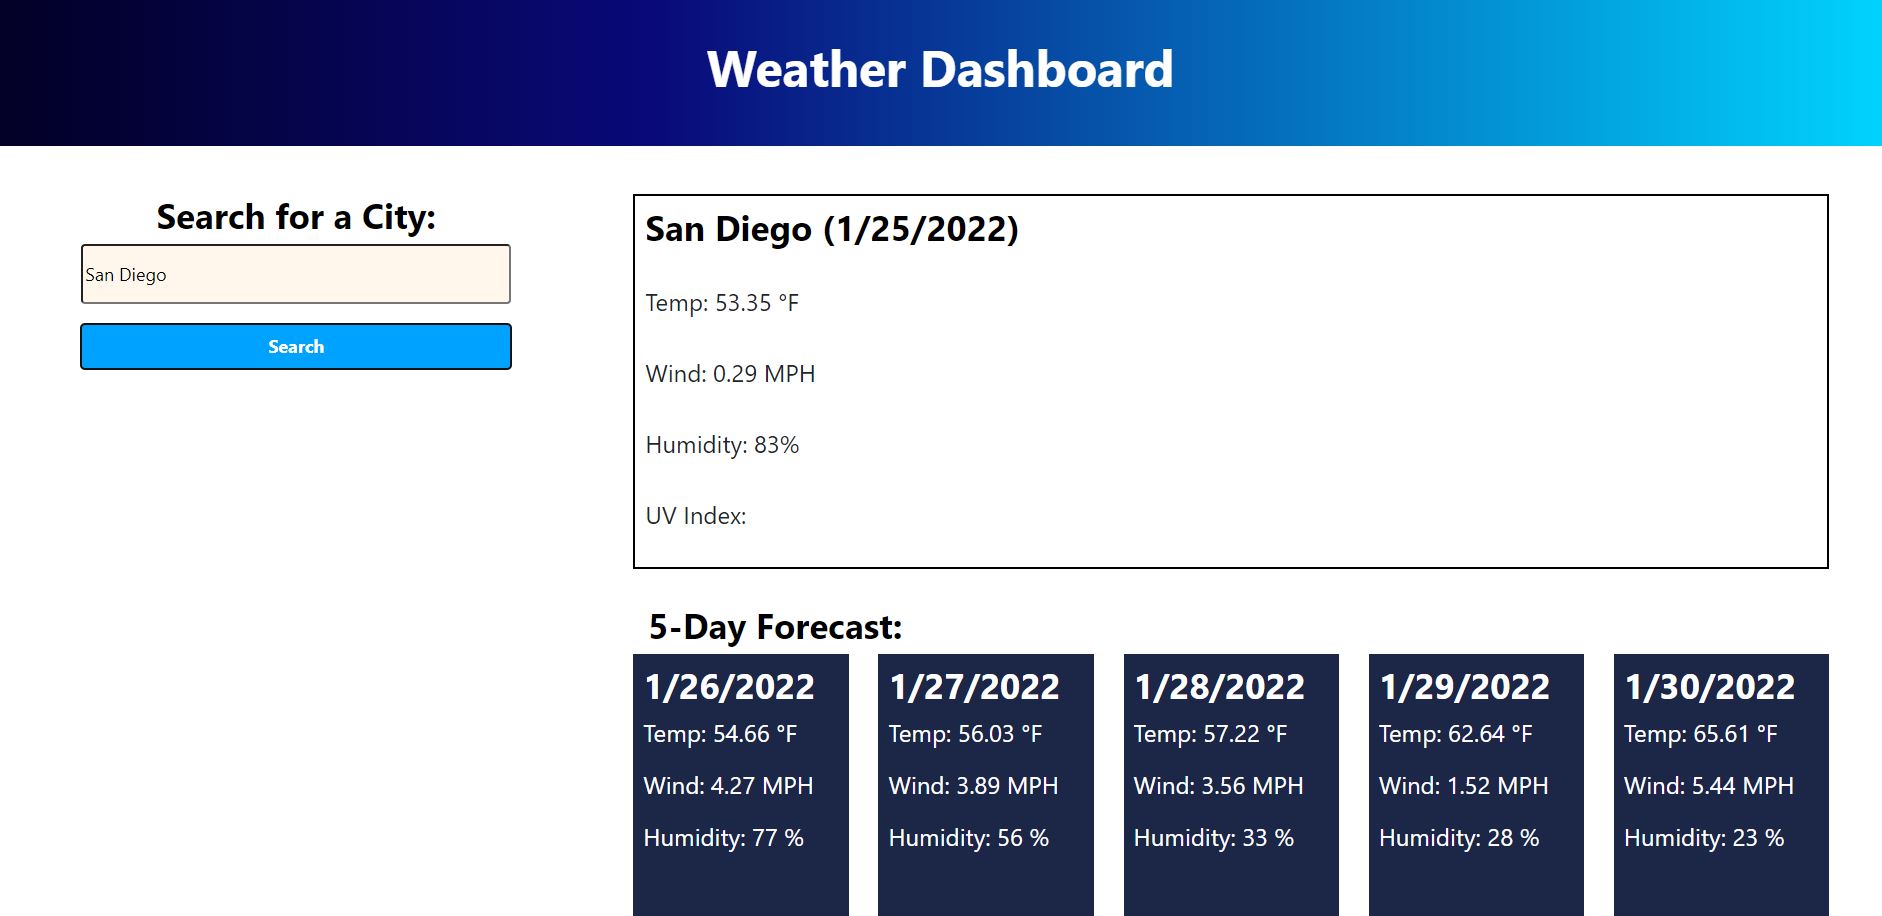 Weather Dashboard
Search for a City:
San Diego
Search
San Diego (1/25/2022)
Temp: 53.35 °F
Wind: 0.29 MPH
Humidity: 83%
UV Index:
5-Day Forecast:
1/26/2022
Temp: 54.66 °F
Wind: 4.27 MPH
Humidity: 77 %
1/27/2022
Temp: 56.03 °F
Wind: 3.89 MPH
Humidity: 56 %
1/28/2022
Temp: 57.22 °F
Wind: 3.56 MPH
Humidity: 33 %
1/29/2022
Temp: 62.64 °F
Wind: 1.52 MPH
Humidity: 28 %
1/30/2022
Temp: 65.61 °F
Wind: 5.44 MPH
Humidity: 23 %